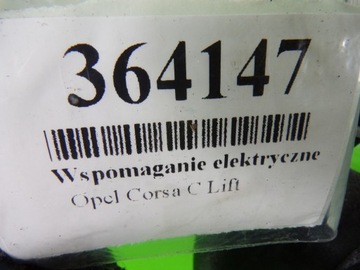 364147
Wspomaganie elektryczne
Opel Corsa C Lift